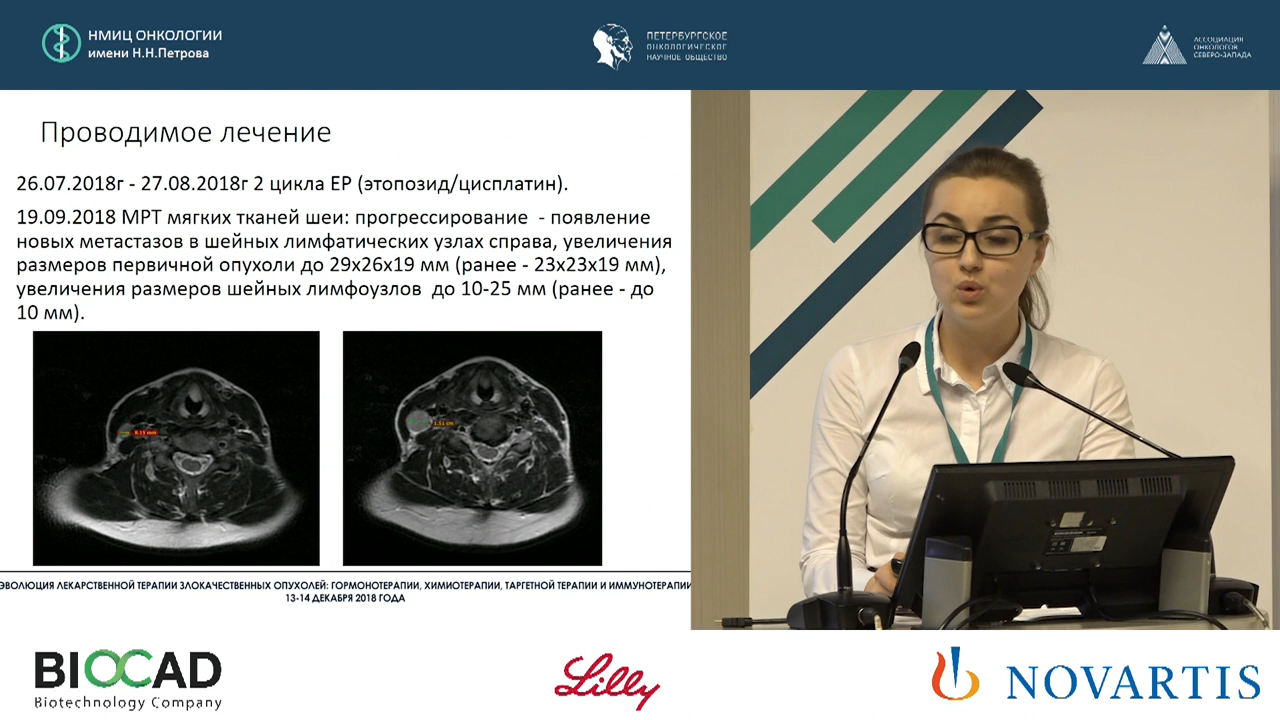 НМИЦ ОНКОЛОГИИ
имени Н.Н.Петрова
ПЕТЕРБУРГСКОЕ
ОНКОЛОГИЧЕСКОЕ
НАУЧНОЕ ОБЩЕСТВО
АССОЦИАЦИЯ
ОНКОЛОГОВ
СЕВЕРО-ЗАПАДА
Проводимое лечение
26.07.2018г - 27.08.2018г 2 цикла EP (этопозид/цисплатин).
19.09.2018 МРТ мягких тканей шеи: прогрессирование - появление
новых метастазов в шейных лимфатических узлах справа, увеличения
размеров первичной опухоли до 29х26х19 мм (ранее - 23х23х19 мм),
увеличения размеров шейных лимфоузлов до 10-25 мм (ранее - до
10 мм).
1.51 cm
ЭВОЛЮЦИЯ ЛЕКАРСТВЕННОЙ ТЕРАПИИ ЗЛОКАЧЕСТВЕННЫХ ОПУХОЛЕЙ: ГОРМОНОТЕРАПИИ, ХИМИОТЕРАПИИ, ТАРГЕТНОЙ ТЕРАПИИ И ИММУНОТЕРАПИИ
13-14 ДЕКАБРЯ 2018 ГОДА
BIOCAD
Biotechnology Company
Lilly
NOVARTIS